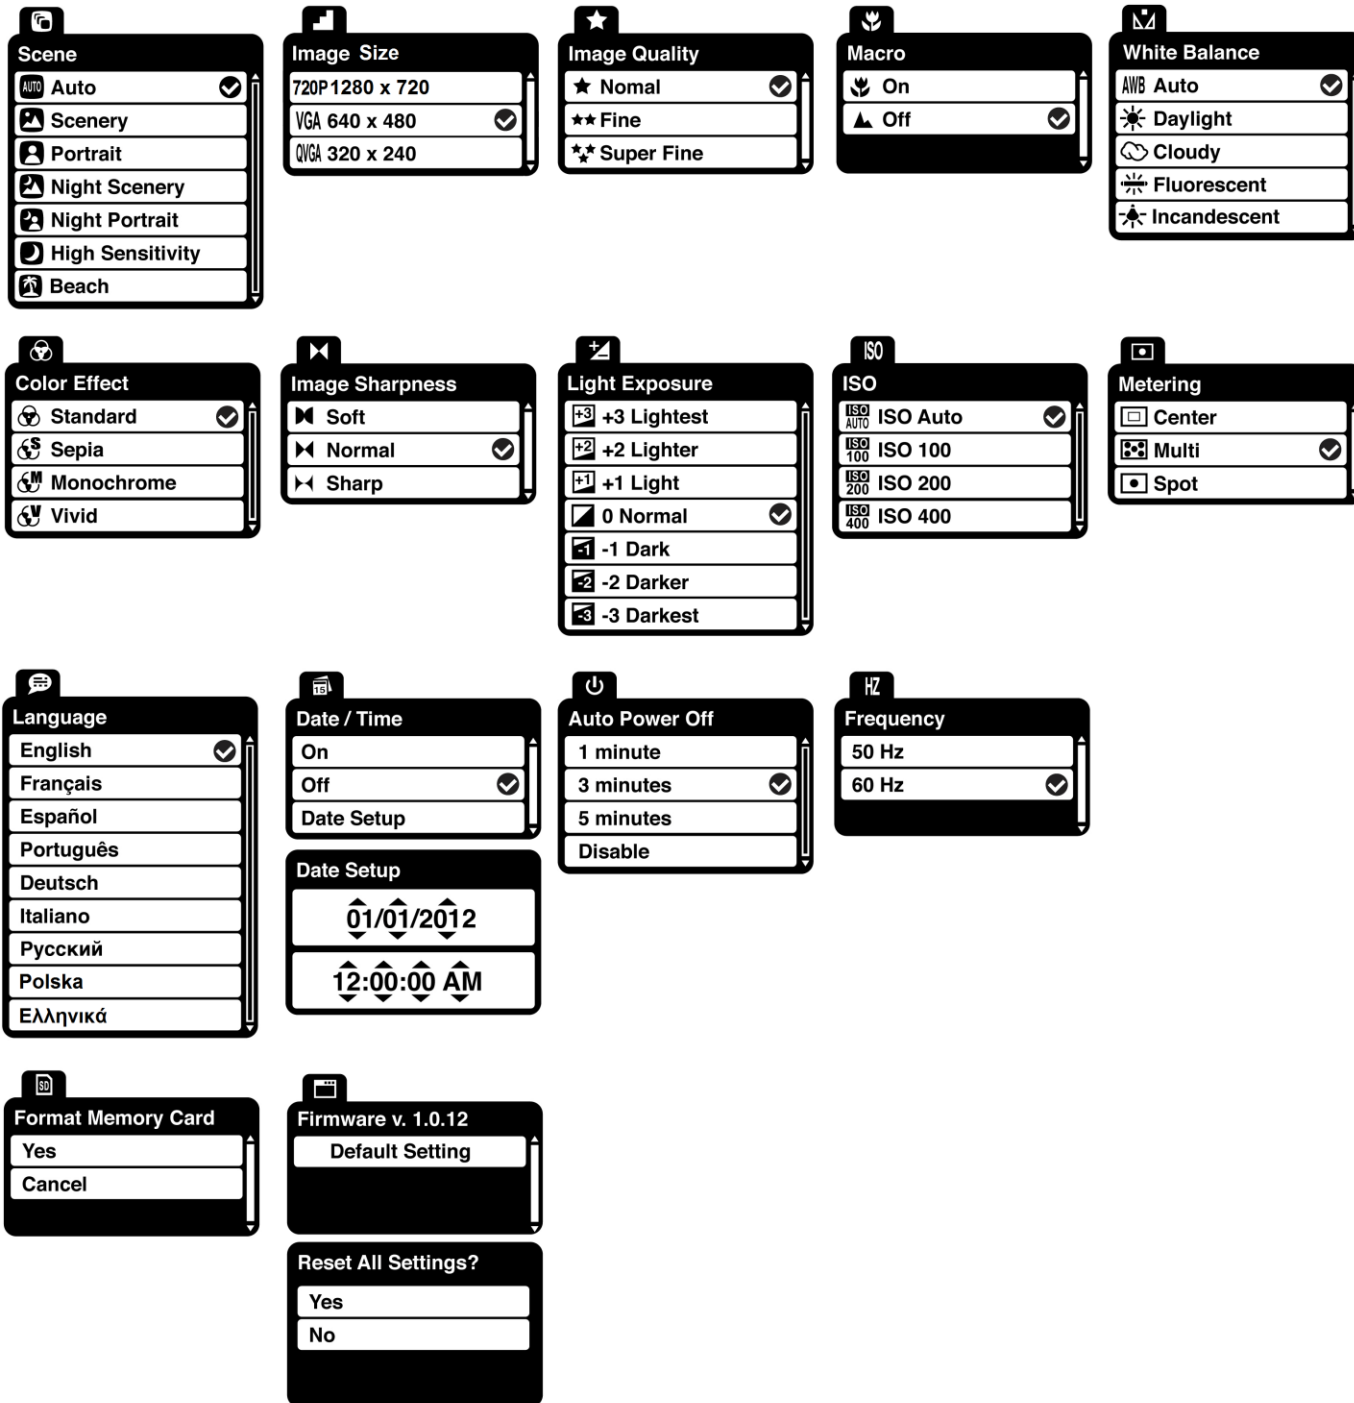 Scene
AUTO Auto
Scenery
Portrait
Night Scenery
Night Portrait
High Sensitivity
Beach
Image Size
720P 1280 x 720
VGA 640 x 480
QVGA 320 x 240
Image Quality
Nomal
Fine
Super Fine
Macro
On
Off
White Balance
AWB Auto
Daylight
Cloudy
Fluorescent
Incandescent
Color Effect
Standard
S Sepia
M Monochrome
V Vivid
Image Sharpness
Soft
Normal
Sharp
Light Exposure
+3 +3 Lightest
+2 +2 Lighter
+1 +1 Light
0 Normal
-1 -1 Dark
-2 -2 Darker
-3 -3 Darkest
ISO
ISO
ISO AUTO ISO Auto
ISO 100 ISO 100
ISO 200 ISO 200
ISO 400 ISO 400
Metering
Center
Multi
Spot
Language
English
Français
Español
Português
Deutsch
Italiano
Русский
Polska
Ελληνικά
15
Date / Time
On
Off
Date Setup
Date Setup
01/01/2012
12:00:00 AM
Auto Power Off
1 minute
3 minutes
5 minutes
Disable
HZ
Frequency
50 Hz
60 Hz
SD
Format Memory Card
Yes
Cancel
Firmware v. 1.0.12
Default Setting
Reset All Settings?
Yes
No